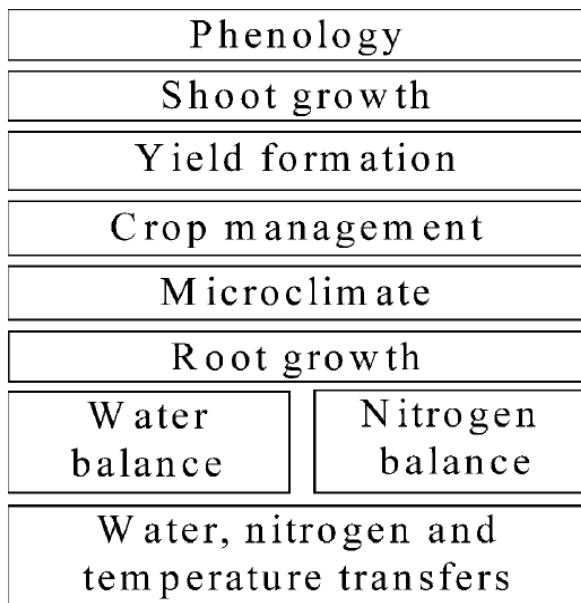 Phenology
Shoot growth
Yield formation
Crop management
Microclimate
Root growth
Water
balance
Nitrogen
balance
Water, nitrogen and
temperature transfers